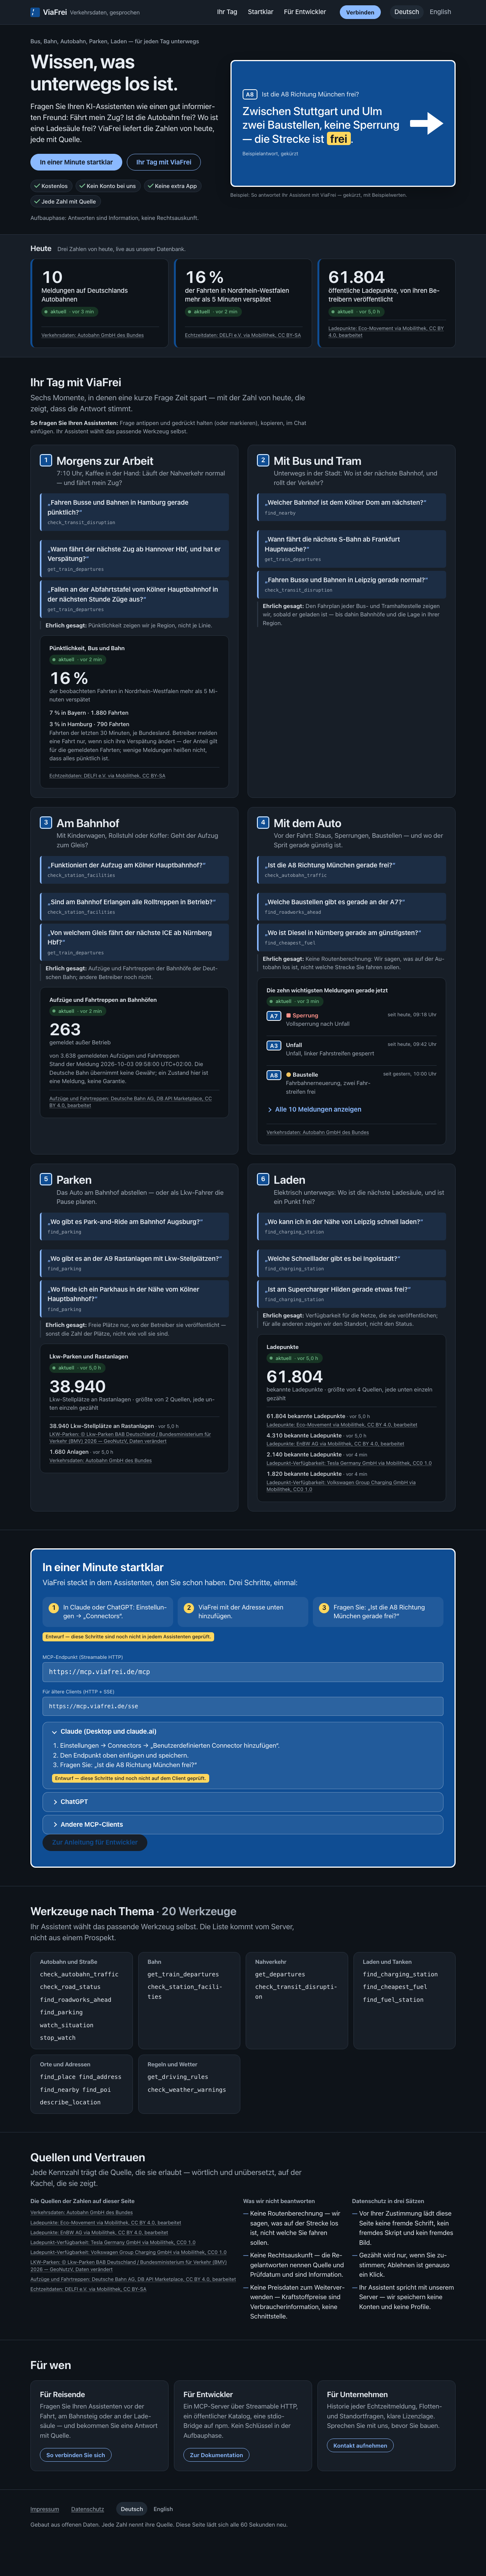 ViaFrei Verkehrsdaten, gesprochen
Ihr Tag
Startklar
Für Entwickler
Verbinden
Deutsch
English
Bus, Bahn, Autobahn, Parken, Laden — für jeden Tag unterwegs
Wissen, was
unterwegs los ist.
Fragen Sie Ihren KI-Assistenten wie einen gut informier-
ten Freund: Fährt mein Zug? Ist die Autobahn frei? Wo ist
eine Ladesäule frei? ViaFrei liefert die Zahlen von heute,
jede mit Quelle.
In einer Minute startklar
Ihr Tag mit ViaFrei
Kostenlos
Kein Konto bei uns
Keine extra App
Jede Zahl mit Quelle
Aufbauphase: Antworten sind Information, keine Rechtsauskunft.
A8 Ist die A8 Richtung München frei?
Zwischen Stuttgart und Ulm
zwei Baustellen, keine Sperrung
— die Strecke ist frei.
Beispielantwort, gekürzt
Beispiel: So antwortet Ihr Assistent mit ViaFrei — gekürzt, mit Beispielwerten.
Heute Drei Zahlen von heute, live aus unserer Datenbank.
10
Meldungen auf Deutschlands
Autobahnen
aktuell · vor 3 min
Verkehrsdaten: Autobahn GmbH des Bundes
16 %
der Fahrten in Nordrhein-Westfalen
mehr als 5 Minuten verspätet
aktuell · vor 2 min
Echtzeitdaten: DELFI e.V. via Mobilithek, CC BY-SA
61.804
öffentliche Ladepunkte, von ihren Be-
treibern veröffentlicht
aktuell · vor 5,0 h
Ladepunkte: Eco-Movement via Mobilithek, CC BY
4.0, bearbeitet
Ihr Tag mit ViaFrei
Sechs Momente, in denen eine kurze Frage Zeit spart — mit der Zahl von heute, die
zeigt, dass die Antwort stimmt.
So fragen Sie Ihren Assistenten: Frage antippen und gedrückt halten (oder markieren), kopieren, im Chat
einfügen. Ihr Assistent wählt das passende Werkzeug selbst.
1 Morgens zur Arbeit
7:10 Uhr, Kaffee in der Hand: Läuft der Nahverkehr normal
— und fährt mein Zug?
„Fahren Busse und Bahnen in Hamburg gerade
pünktlich?“
check_transit_disruption
„Wann fährt der nächste Zug ab Hannover Hbf, und hat er
Verspätung?“
get_train_departures
„Fallen an der Abfahrtstafel vom Kölner Hauptbahnhof in
der nächsten Stunde Züge aus?“
get_train_departures
Ehrlich gesagt: Pünktlichkeit zeigen wir je Region, nicht je Linie.
Pünktlichkeit, Bus und Bahn
aktuell · vor 2 min
16 %
der beobachteten Fahrten in Nordrhein-Westfalen mehr als 5 Mi-
nuten verspätet
7 % in Bayern · 1.880 Fahrten
3 % in Hamburg · 790 Fahrten
Fahrten der letzten 30 Minuten, je Bundesland. Betreiber melden
eine Fahrt nur, wenn sich ihre Verspätung ändert — der Anteil gilt
für die gemeldeten Fahrten; wenige Meldungen heißen nicht,
dass alles pünktlich ist.
Echtzeitdaten: DELFI e.V. via Mobilithek, CC BY-SA
2 Mit Bus und Tram
Unterwegs in der Stadt: Wo ist der nächste Bahnhof, und
rollt der Verkehr?
„Welcher Bahnhof ist dem Kölner Dom am nächsten?“
find_nearby
„Wann fährt die nächste S-Bahn ab Frankfurt
Hauptwache?“
get_train_departures
„Fahren Busse und Bahnen in Leipzig gerade normal?“
check_transit_disruption
Ehrlich gesagt: Den Fahrplan jeder Bus- und Tramhaltestelle zeigen
wir, sobald er geladen ist — bis dahin Bahnhöfe und die Lage in Ihrer
Region.
3 Am Bahnhof
Mit Kinderwagen, Rollstuhl oder Koffer: Geht der Aufzug
zum Gleis?
„Funktioniert der Aufzug am Kölner Hauptbahnhof?“
check_station_facilities
„Sind am Bahnhof Erlangen alle Rolltreppen in Betrieb?“
check_station_facilities
„Von welchem Gleis fährt der nächste ICE ab Nürnberg
Hbf?“
get_train_departures
Ehrlich gesagt: Aufzüge und Fahrtreppen der Bahnhöfe der Deut-
schen Bahn; andere Betreiber noch nicht.
Aufzüge und Fahrtreppen an Bahnhöfen
aktuell · vor 2 min
263
gemeldet außer Betrieb
von 3.638 gemeldeten Aufzügen und Fahrtreppen
Stand der Meldung 2026-10-03 09:58:00 UTC+02:00. Die
Deutsche Bahn übernimmt keine Gewähr; ein Zustand hier ist
eine Meldung, keine Garantie.
Aufzüge und Fahrtreppen: Deutsche Bahn AG, DB API Marketplace, CC
BY 4.0, bearbeitet
4 Mit dem Auto
Vor der Fahrt: Staus, Sperrungen, Baustellen — und wo der
Sprit gerade günstig ist.
„Ist die A8 Richtung München gerade frei?“
check_autobahn_traffic
„Welche Baustellen gibt es gerade an der A7?“
find_roadworks_ahead
„Wo ist Diesel in Nürnberg gerade am günstigsten?“
find_cheapest_fuel
Ehrlich gesagt: Keine Routenberechnung: Wir sagen, was auf der Au-
tobahn los ist, nicht welche Strecke Sie fahren sollen.
Die zehn wichtigsten Meldungen gerade jetzt
aktuell · vor 3 min
A7 Sperrung seit heute, 09:18 Uhr
Vollsperrung nach Unfall
A3 Unfall seit heute, 09:42 Uhr
Unfall, linker Fahrstreifen gesperrt
A8 Baustelle seit gestern, 10:00 Uhr
Fahrbahnerneuerung, zwei Fahr-
streifen frei
Alle 10 Meldungen anzeigen
Verkehrsdaten: Autobahn GmbH des Bundes
5 Parken
Das Auto am Bahnhof abstellen — oder als Lkw-Fahrer die
Pause planen.
„Wo gibt es Park-and-Ride am Bahnhof Augsburg?“
find_parking
„Wo gibt es an der A9 Rastanlagen mit Lkw-Stellplätzen?“
find_parking
„Wo finde ich ein Parkhaus in der Nähe vom Kölner
Hauptbahnhof?“
find_parking
Ehrlich gesagt: Freie Plätze nur, wo der Betreiber sie veröffentlicht —
sonst die Zahl der Plätze, nicht wie voll sie sind.
Lkw-Parken und Rastanlagen
aktuell · vor 5,0 h
38.940
Lkw-Stellplätze an Rastanlagen · größte von 2 Quellen, jede un-
ten einzeln gezählt
38.940 Lkw-Stellplätze an Rastanlagen · vor 5,0 h
LKW-Parken: © Lkw-Parken BAB Deutschland / Bundesministerium für
Verkehr (BMV) 2026 — GeoNutzV, Daten verändert
1.680 Anlagen · vor 5,0 h
Verkehrsdaten: Autobahn GmbH des Bundes
6 Laden
Elektrisch unterwegs: Wo ist die nächste Ladesäule, und ist
ein Punkt frei?
„Wo kann ich in der Nähe von Leipzig schnell laden?“
find_charging_station
„Welche Schnelllader gibt es bei Ingolstadt?“
find_charging_station
„Ist am Supercharger Hilden gerade etwas frei?“
find_charging_station
Ehrlich gesagt: Verfügbarkeit für die Netze, die sie veröffentlichen;
für alle anderen zeigen wir den Standort, nicht den Status.
Ladepunkte
aktuell · vor 5,0 h
61.804
bekannte Ladepunkte · größte von 4 Quellen, jede unten einzeln
gezählt
61.804 bekannte Ladepunkte · vor 5,0 h
Ladepunkte: Eco-Movement via Mobilithek, CC BY 4.0, bearbeitet
4.310 bekannte Ladepunkte · vor 5,0 h
Ladepunkte: EnBW AG via Mobilithek, CC BY 4.0, bearbeitet
2.140 bekannte Ladepunkte · vor 4 min
Ladepunkt-Verfügbarkeit: Tesla Germany GmbH via Mobilithek, CC0 1.0
1.820 bekannte Ladepunkte · vor 4 min
Ladepunkt-Verfügbarkeit: Volkswagen Group Charging GmbH via
Mobilithek, CC0 1.0
In einer Minute startklar
ViaFrei steckt in dem Assistenten, den Sie schon haben. Drei Schritte, einmal:
1 In Claude oder ChatGPT: Einstellun-
gen → „Connectors“.
2 ViaFrei mit der Adresse unten
hinzufügen.
3 Fragen Sie: „Ist die A8 Richtung
München gerade frei?“
Entwurf — diese Schritte sind noch nicht in jedem Assistenten geprüft.
MCP-Endpunkt (Streamable HTTP)
https://mcp.viafrei.de/mcp
Für ältere Clients (HTTP + SSE)
https://mcp.viafrei.de/sse
Claude (Desktop und claude.ai)
1. Einstellungen → Connectors → „Benutzerdefinierten Connector hinzufügen“.
2. Den Endpunkt oben einfügen und speichern.
3. Fragen Sie: „Ist die A8 Richtung München gerade frei?“
Entwurf — diese Schritte sind noch nicht auf dem Client geprüft.
ChatGPT
Andere MCP-Clients
Zur Anleitung für Entwickler
Werkzeuge nach Thema · 20 Werkzeuge
Ihr Assistent wählt das passende Werkzeug selbst. Die Liste kommt vom Server,
nicht aus einem Prospekt.
Autobahn und Straße
check_autobahn_traffic
check_road_status
find_roadworks_ahead
find_parking
watch_situation
stop_watch
Bahn
get_train_departures
check_station_facili-
ties
Nahverkehr
get_departures
check_transit_disrupti-
on
Laden und Tanken
find_charging_station
find_cheapest_fuel
find_fuel_station
Orte und Adressen
find_place find_address
find_nearby find_poi
describe_location
Regeln und Wetter
get_driving_rules
check_weather_warnings
Quellen und Vertrauen
Jede Kennzahl trägt die Quelle, die sie erlaubt — wörtlich und unübersetzt, auf der
Kachel, die sie zeigt.
Die Quellen der Zahlen auf dieser Seite
Verkehrsdaten: Autobahn GmbH des Bundes
Ladepunkte: Eco-Movement via Mobilithek, CC BY 4.0, bearbeitet
Ladepunkte: EnBW AG via Mobilithek, CC BY 4.0, bearbeitet
Ladepunkt-Verfügbarkeit: Tesla Germany GmbH via Mobilithek, CC0 1.0
Ladepunkt-Verfügbarkeit: Volkswagen Group Charging GmbH via Mobilithek, CC0 1.0
LKW-Parken: © Lkw-Parken BAB Deutschland / Bundesministerium für Verkehr (BMV)
2026 — GeoNutzV, Daten verändert
Aufzüge und Fahrtreppen: Deutsche Bahn AG, DB API Marketplace, CC BY 4.0, bearbeitet
Echtzeitdaten: DELFI e.V. via Mobilithek, CC BY-SA
Was wir nicht beantworten
— Keine Routenberechnung — wir
sagen, was auf der Strecke los
ist, nicht welche Sie fahren
sollen.
— Keine Rechtsauskunft — die Re-
gelantworten nennen Quelle und
Prüfdatum und sind Information.
— Keine Preisdaten zum Weiterver-
wenden — Kraftstoffpreise sind
Verbraucherinformation, keine
Schnittstelle.
Datenschutz in drei Sätzen
— Vor Ihrer Zustimmung lädt diese
Seite keine fremde Schrift, kein
fremdes Skript und kein fremdes
Bild.
— Gezählt wird nur, wenn Sie zu-
stimmen; Ablehnen ist genauso
ein Klick.
— Ihr Assistent spricht mit unserem
Server — wir speichern keine
Konten und keine Profile.
Für wen
Für Reisende
Fragen Sie Ihren Assistenten vor der
Fahrt, am Bahnsteig oder an der Lade-
säule — und bekommen Sie eine Antwort
mit Quelle.
So verbinden Sie sich
Für Entwickler
Ein MCP-Server über Streamable HTTP,
ein öffentlicher Katalog, eine stdio-
Bridge auf npm. Kein Schlüssel in der
Aufbauphase.
Zur Dokumentation
Für Unternehmen
Historie jeder Echtzeitmeldung, Flotten-
und Standortfragen, klare Lizenzlage.
Sprechen Sie mit uns, bevor Sie bauen.
Kontakt aufnehmen
Impressum
Datenschutz
Deutsch
English
Gebaut aus offenen Daten. Jede Zahl nennt ihre Quelle. Diese Seite lädt sich alle 60 Sekunden neu.